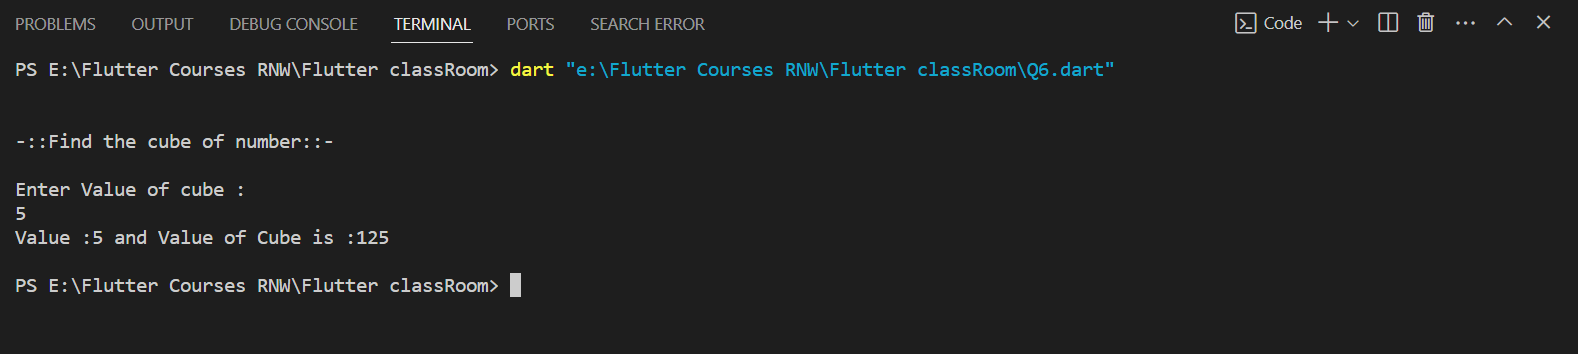 PROBLEMS OUTPUT DEBUG CONSOLE TERMINAL PORTS SEARCH ERROR Code
PS E:\Flutter Courses RNW\Flutter classRoom> dart "e:\Flutter Courses RNW\Flutter classRoom\Q6.dart"
-::Find the cube of number::-
Enter Value of cube :
5
Value :5 and Value of Cube is :125
PS E:\Flutter Courses RNW\Flutter classRoom>